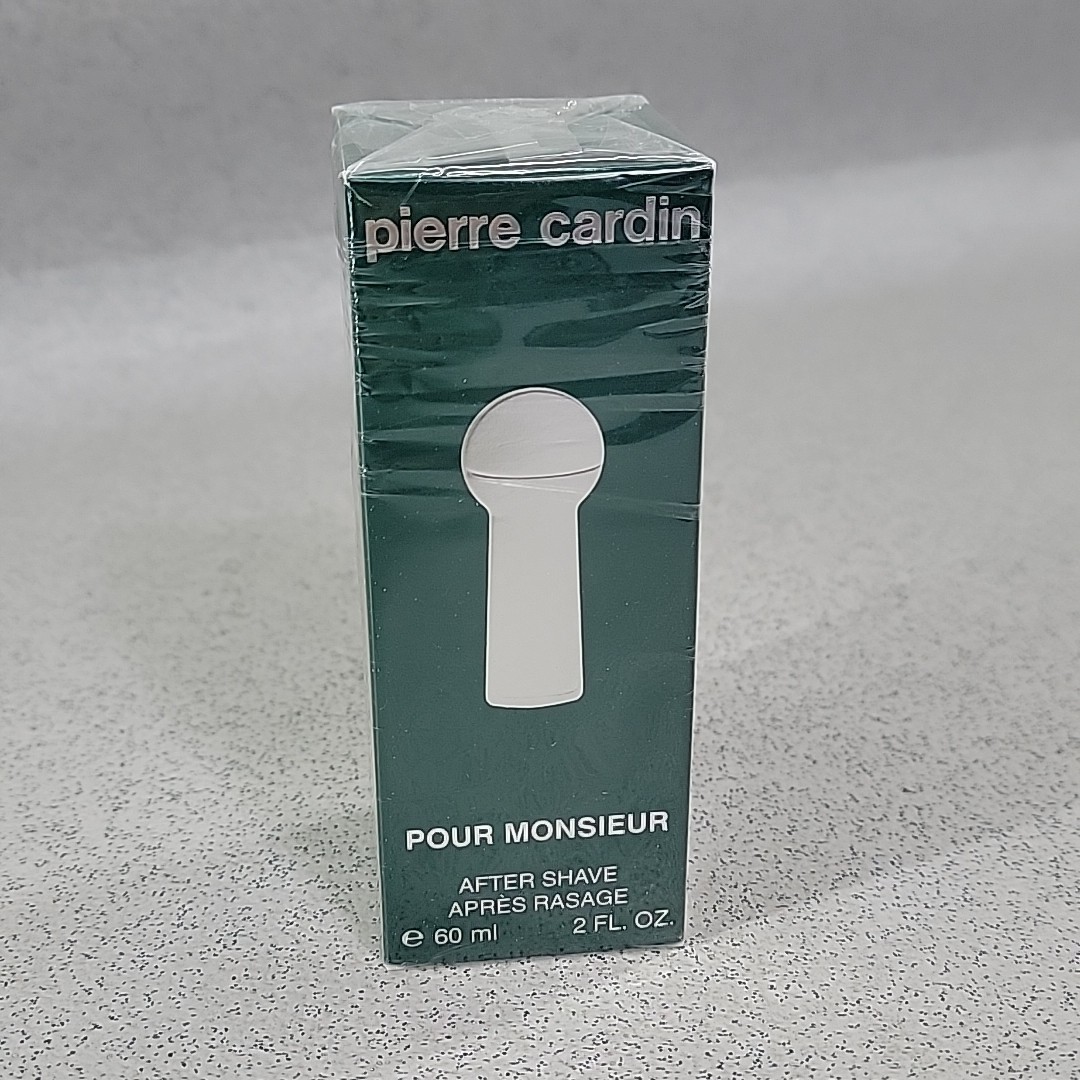 pierre cardin
POUR MONSIEUR
AFTER SHAVE
APRÈS RASAGE
℮ 60 ml 2 FL. OZ.